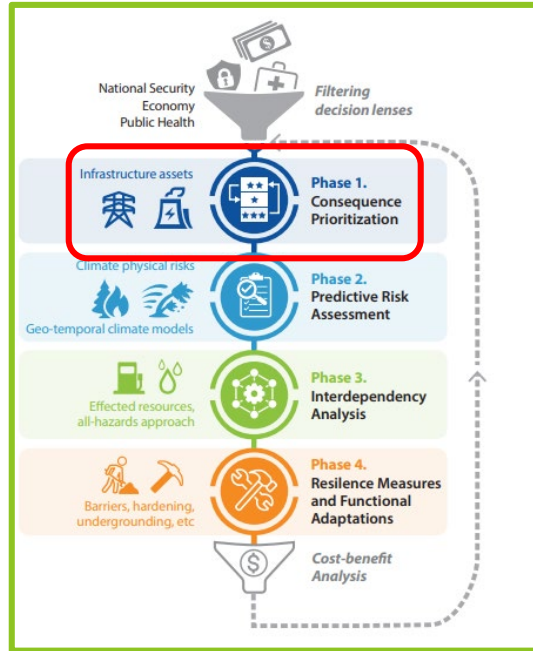 National Security
Economy
Public Health
Filtering
decision lenses
Infrastructure assets
Phase 1.
Consequence
Prioritization
Climate physical risks
Geo-temporal climate models
Phase 2.
Predictive Risk
Assessment
Effected resources,
all-hazards approach
Phase 3.
Interdependency
Analysis
Barriers, hardening,
undergrounding, etc
Phase 4.
Resilence Measures
and Functional
Adaptations
$
Cost-benefit
Analysis